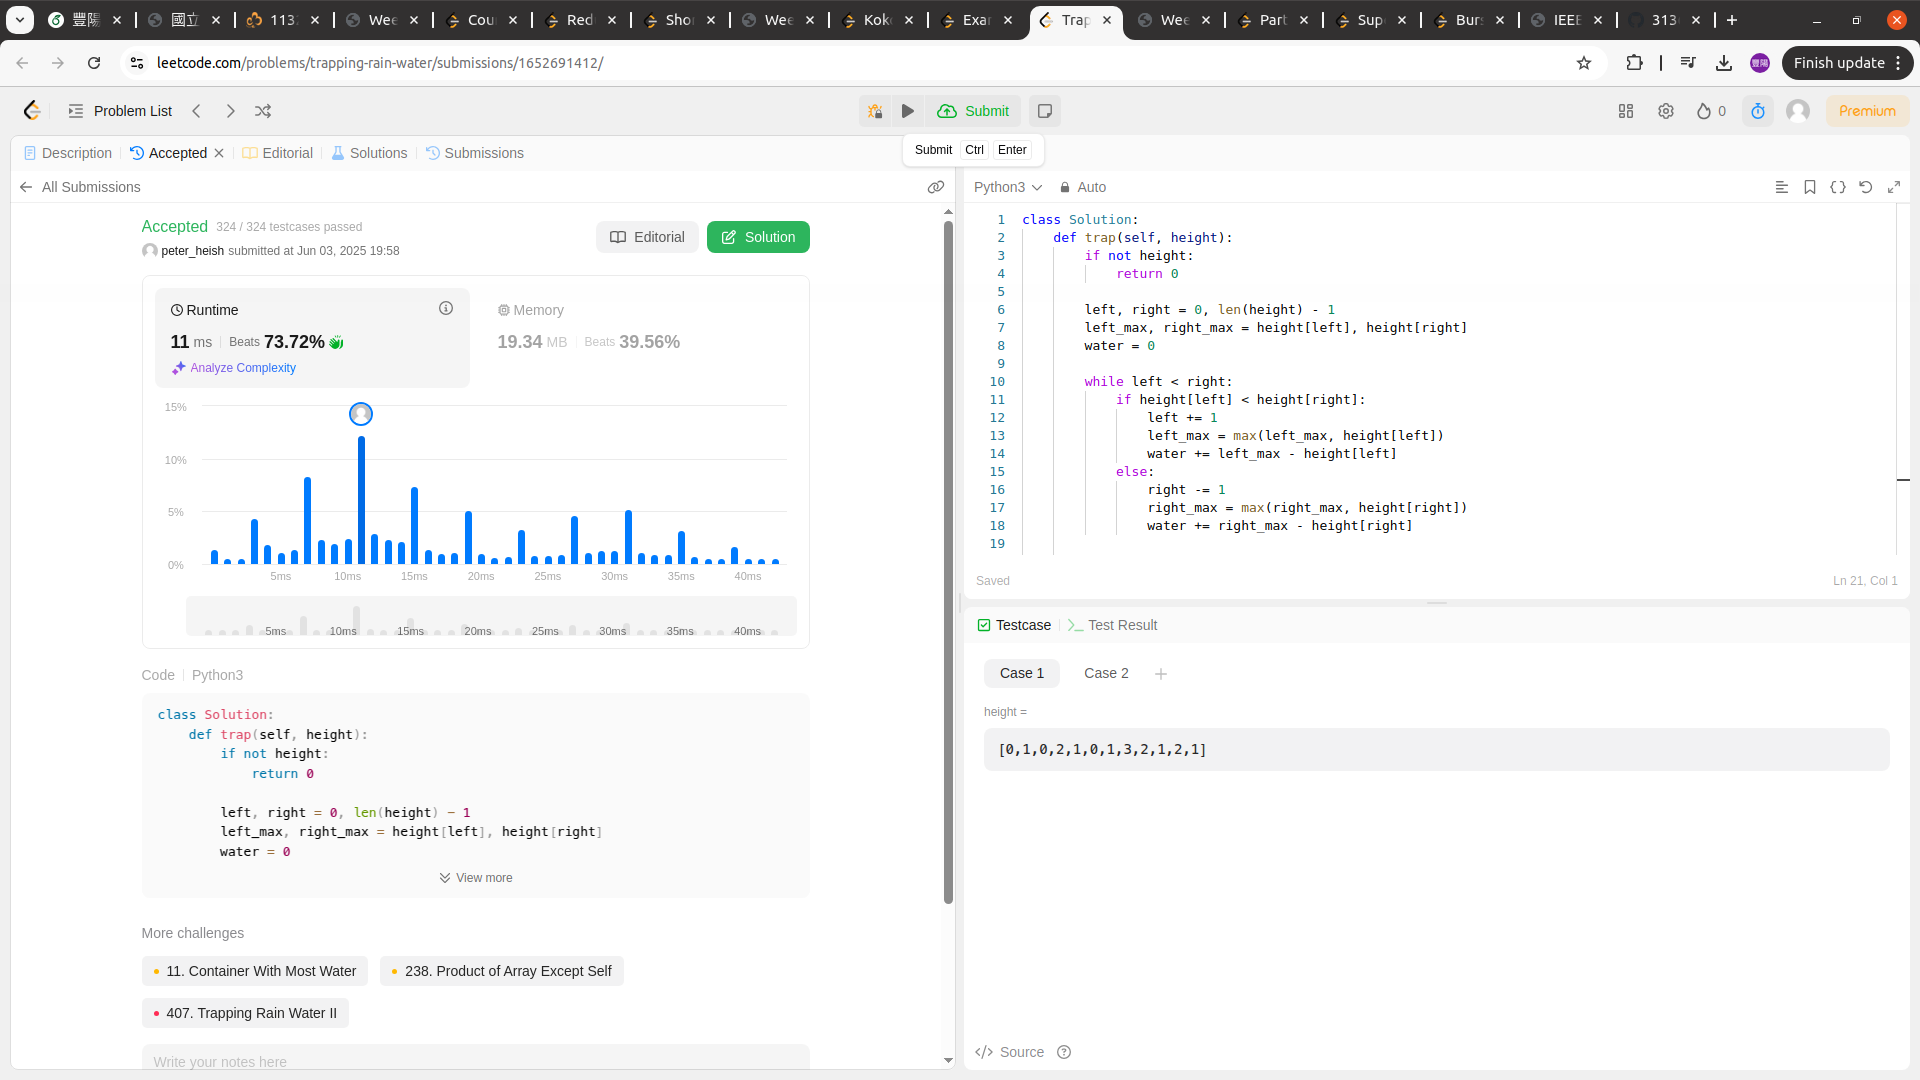 豐陽
國立
113
Wee
Cou
Red
Sho
Wee
Kok
Exa
Trap
Wee
Part
Sup
Burs
IEEE
313
leetcode.com/problems/trapping-rain-water/submissions/1652691412/
Finish update
Problem List
Submit
0
Premium
Description
Accepted
Editorial
Solutions
Submissions
Submit Ctrl Enter
All Submissions
Accepted 324 / 324 testcases passed
peter_heish submitted at Jun 03, 2025 19:58
Editorial
Solution
Runtime
11 ms Beats 73.72%
Analyze Complexity
Memory
19.34 MB Beats 39.56%
15%
10%
5%
0%
5ms 10ms 15ms 20ms 25ms 30ms 35ms 40ms
5ms 10ms 15ms 20ms 25ms 30ms 35ms 40ms
Code Python3
class Solution:
def trap(self, height):
if not height:
return 0
left, right = 0, len(height) - 1
left_max, right_max = height[left], height[right]
water = 0
View more
More challenges
11. Container With Most Water
238. Product of Array Except Self
407. Trapping Rain Water II
Write your notes here
Python3 Auto
1 class Solution:
2 def trap(self, height):
3 if not height:
4 return 0
5
6 left, right = 0, len(height) - 1
7 left_max, right_max = height[left], height[right]
8 water = 0
9
10 while left < right:
11 if height[left] < height[right]:
12 left += 1
13 left_max = max(left_max, height[left])
14 water += left_max - height[left]
15 else:
16 right -= 1
17 right_max = max(right_max, height[right])
18 water += right_max - height[right]
19
Saved
Ln 21, Col 1
Testcase
Test Result
Case 1
Case 2
height =
[0,1,0,2,1,0,1,3,2,1,2,1]
Source